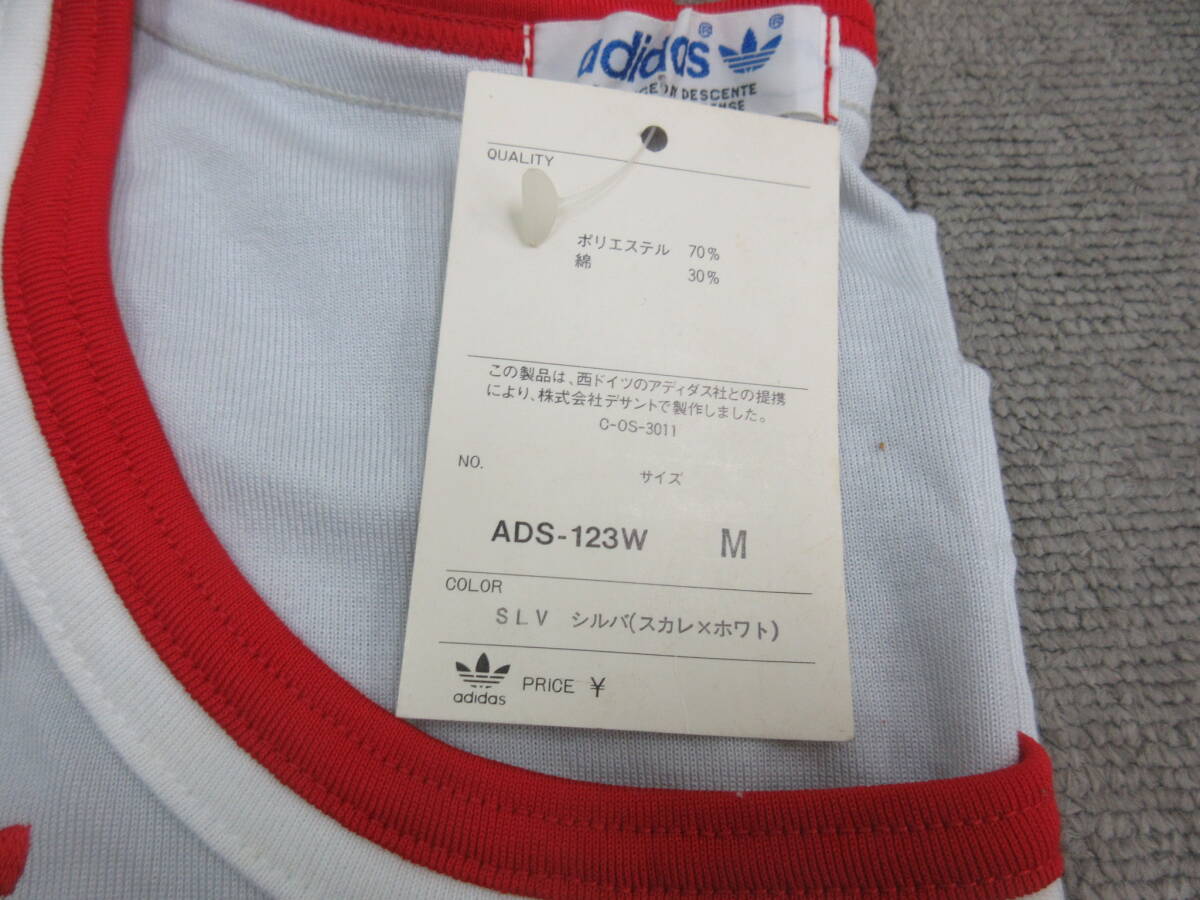 adidas®®
DESCENTE
QUALITY
ポリエステル 70%
綿 30%
この製品は、西ドイツのアディダス社との提携
により、株式会社デサントで製作しました。
C-OS-3011
NO. サイズ
ADS-123W M
COLOR
SLV シルバ(スカレ×ホワト)
adidas PRICE ¥